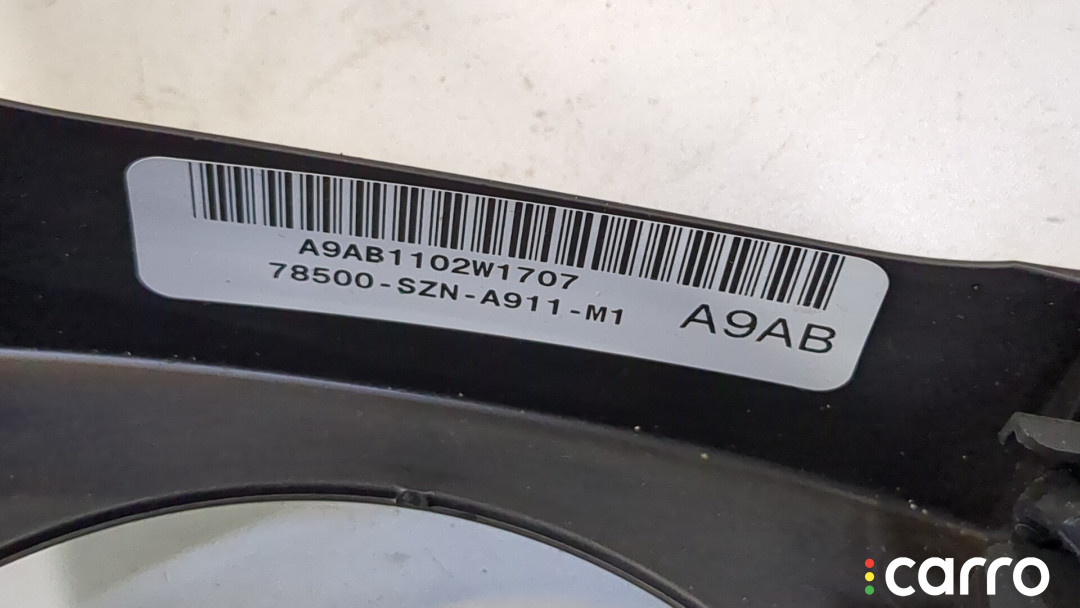 A9AB1102W1707
78500-SZN-A911-M1
A9AB
carro